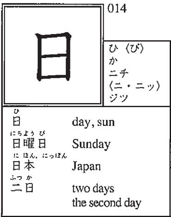 014
日
ひ〈び〉
か
ニチ
〈ニ・ニッ〉
ジツ
ひ
日 day, sun
にちよう び
日曜日 Sunday
に ほん, にっぽん
日本 Japan
ふつ か
二日 two days
the second day